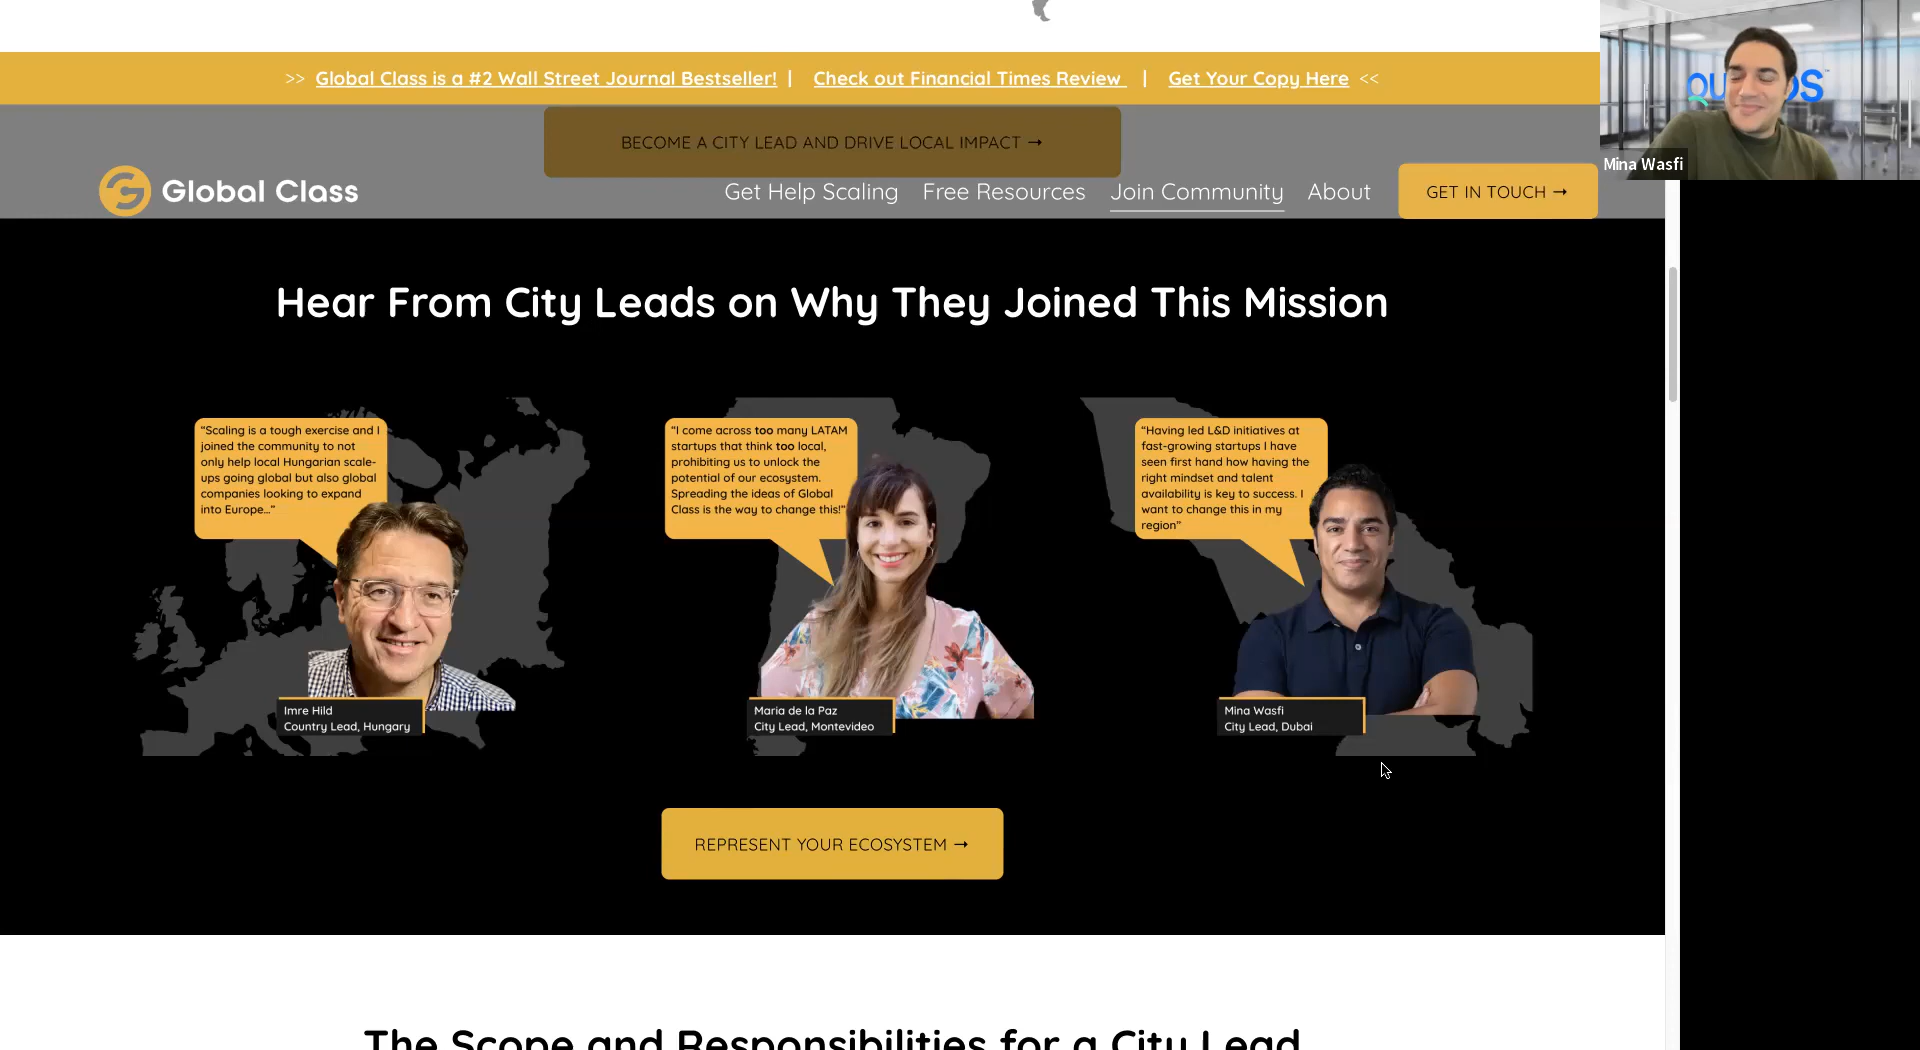 >> Global Class is a #2 Wall Street Journal Bestseller! | Check out Financial Times Review | Get Your Copy Here <<
BECOME A CITY LEAD AND DRIVE LOCAL IMPACT →
Global Class
Get Help Scaling Free Resources Join Community About GET IN TOUCH →
Mina Wasfi
Hear From City Leads on Why They Joined This Mission
“Scaling is a tough exercise and I
joined the community to not
only help local Hungarian scale-
ups going global but also global
companies looking to expand
into Europe...”
Imre Hild
Country Lead, Hungary
“I come across too many LATAM
startups that think too local,
prohibiting us to unlock the
potential of our ecosystem.
Spreading the ideas of Global
Class is the way to change this!”
Maria de la Paz
City Lead, Montevideo
“Having led L&D initiatives at
fast-growing startups I have
seen first hand how having the
right mindset and talent
availability is key to success. I
want to change this in my
region”
Mina Wasfi
City Lead, Dubai
REPRESENT YOUR ECOSYSTEM →
The Scope and Responsibilities for a City Lead